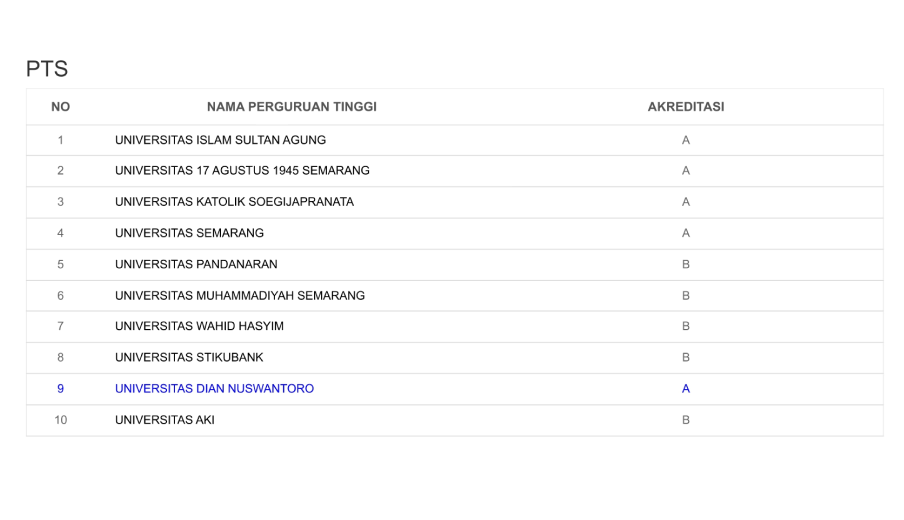 PTS
NO NAMA PERGURUAN TINGGI AKREDITASI
1 UNIVERSITAS ISLAM SULTAN AGUNG A
2 UNIVERSITAS 17 AGUSTUS 1945 SEMARANG A
3 UNIVERSITAS KATOLIK SOEGIJAPRANATA A
4 UNIVERSITAS SEMARANG A
5 UNIVERSITAS PANDANARAN B
6 UNIVERSITAS MUHAMMADIYAH SEMARANG B
7 UNIVERSITAS WAHID HASYIM B
8 UNIVERSITAS STIKUBANK B
9 UNIVERSITAS DIAN NUSWANTORO A
10 UNIVERSITAS AKI B